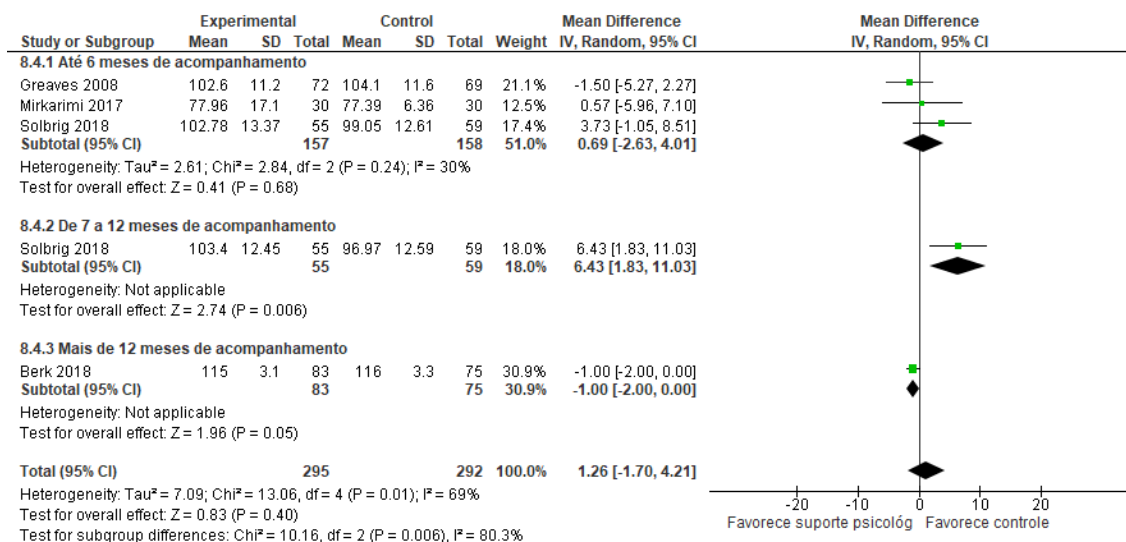 Experimental Control Mean Difference Mean Difference
Study or Subgroup Mean SD Total Mean SD Total Weight IV, Random, 95% CI IV, Random, 95% CI
8.4.1 Até 6 meses de acompanhamento
Greaves 2008 102.6 11.2 72 104.1 11.6 69 21.1% -1.50 [-5.27, 2.27]
Mirkarimi 2017 77.96 17.1 30 77.39 6.36 30 12.5% 0.57 [-5.96, 7.10]
Solbrig 2018 102.78 13.37 55 99.05 12.61 59 17.4% 3.73 [-1.05, 8.51]
Subtotal (95% CI) 157 158 51.0% 0.69 [-2.63, 4.01]
Heterogeneity: Tau² = 2.61; Chi² = 2.84, df = 2 (P = 0.24); I² = 30%
Test for overall effect: Z = 0.41 (P = 0.68)
8.4.2 De 7 a 12 meses de acompanhamento
Solbrig 2018 103.4 12.45 55 96.97 12.59 59 18.0% 6.43 [1.83, 11.03]
Subtotal (95% CI) 55 59 18.0% 6.43 [1.83, 11.03]
Heterogeneity: Not applicable
Test for overall effect: Z = 2.74 (P = 0.006)
8.4.3 Mais de 12 meses de acompanhamento
Berk 2018 115 3.1 83 116 3.3 75 30.9% -1.00 [-2.00, 0.00]
Subtotal (95% CI) 83 75 30.9% -1.00 [-2.00, 0.00]
Heterogeneity: Not applicable
Test for overall effect: Z = 1.96 (P = 0.05)
Total (95% CI) 295 292 100.0% 1.26 [-1.70, 4.21]
Heterogeneity: Tau² = 7.09; Chi² = 13.06, df = 4 (P = 0.01); I² = 69%
Test for overall effect: Z = 0.83 (P = 0.40)
Test for subgroup differences: Chi² = 10.16, df = 2 (P = 0.006), I² = 80.3%
-20 -10 0 10 20
Favorece suporte psicológ Favorece controle